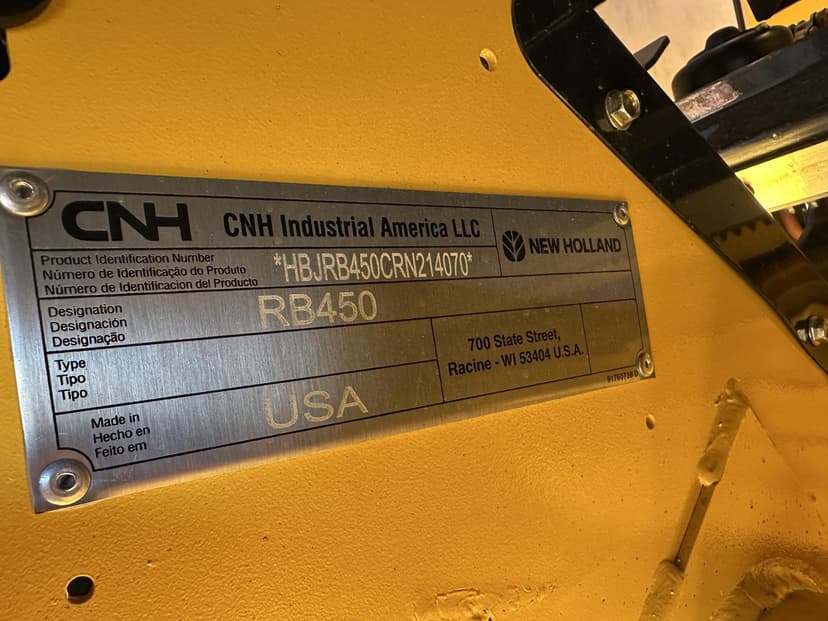 CNH CNH Industrial America LLC
NEW HOLLAND
Product Identification Number
Número de Identificação do Produto
Número de Identificacion del Producto
*HBJRB450CRN214070*
Designation
Designación
Designação
RB450
Type
Tipo
Tipo
700 State Street,
Racine - WI 53404 U.S.A.
Made in
Hecho en
Feito em
USA